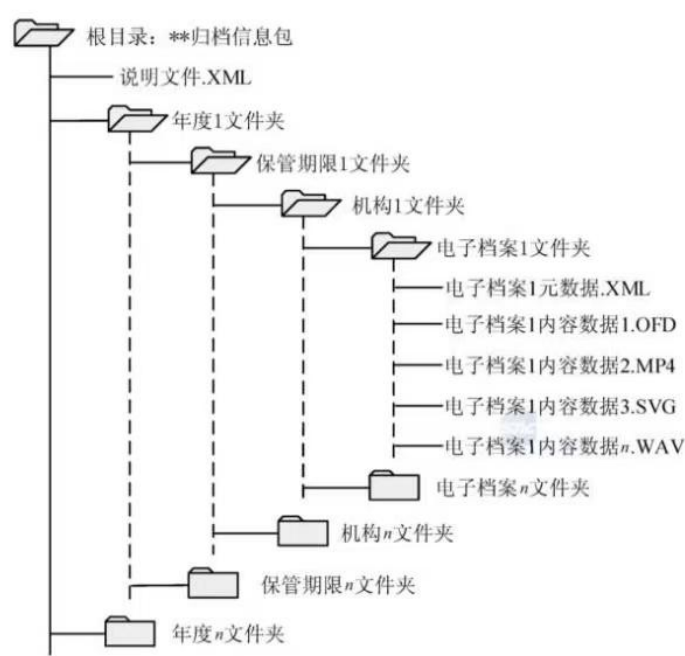 根目录：**归档信息包
说明文件.XML
年度1文件夹
保管期限1文件夹
机构1文件夹
电子档案1文件夹
电子档案1元数据.XML
电子档案1内容数据1.OFD
电子档案1内容数据2.MP4
电子档案1内容数据3.SVG
电子档案1内容数据n.WAV
电子档案n文件夹
机构n文件夹
保管期限n文件夹
年度n文件夹